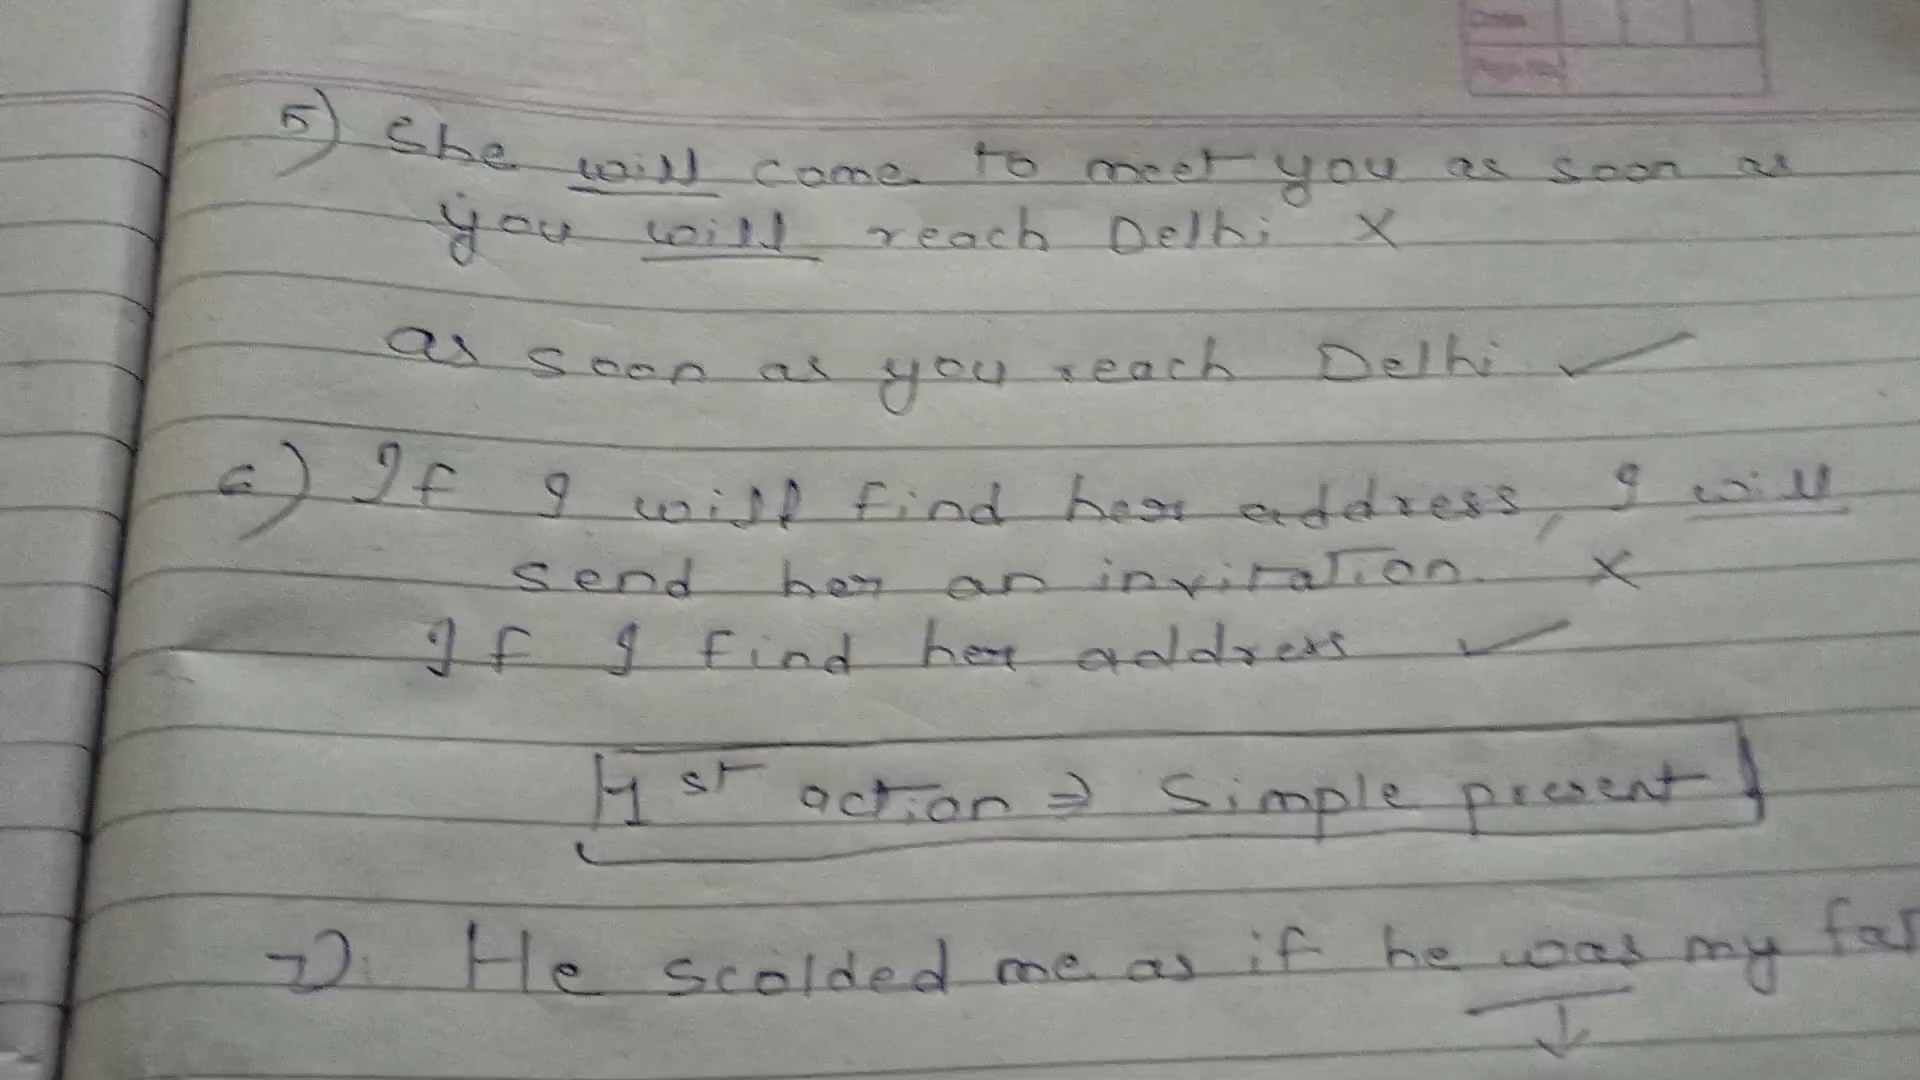 Date
5) She will come to meet you as soon as
you will reach Delhi ×
as soon as you reach Delhi ✓
6) If I will find her address, I will
send her an invitation. ×
If I find her address ✓
1st action ⇒ Simple present
7). He scolded me as if he was my
↓